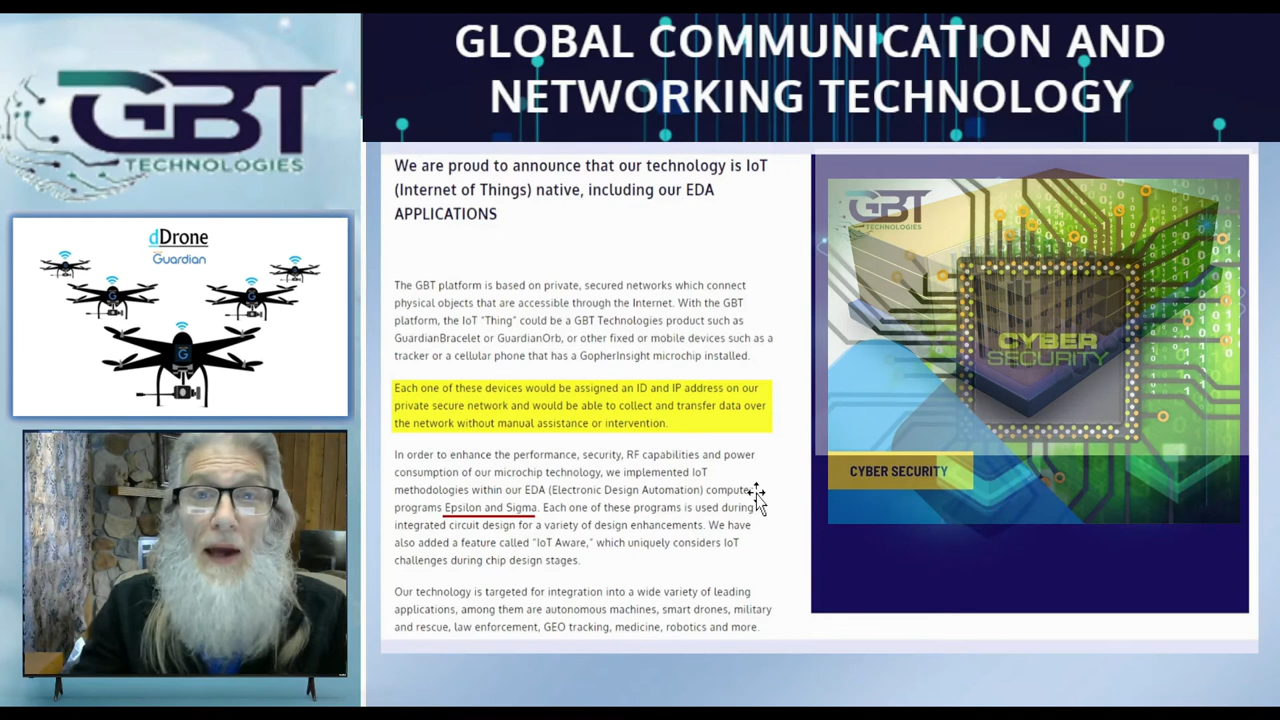 GBT
TECHNOLOGIES
GLOBAL COMMUNICATION AND
NETWORKING TECHNOLOGY
dDrone
Guardian
We are proud to announce that our technology is IoT
(Internet of Things) native, including our EDA
APPLICATIONS
The GBT platform is based on private, secured networks which connect
physical objects that are accessible through the Internet. With the GBT
platform, the IoT "Thing" could be a GBT Technologies product such as
GuardianBracelet or GuardianOrb, or other fixed or mobile devices such as a
tracker or a cellular phone that has a GopherInsight microchip installed.
Each one of these devices would be assigned an ID and IP address on our
private secure network and would be able to collect and transfer data over
the network without manual assistance or intervention.
In order to enhance the performance, security, RF capabilities and power
consumption of our microchip technology, we implemented IoT
methodologies within our EDA (Electronic Design Automation) compute
programs Epsilon and Sigma. Each one of these programs is used during
integrated circuit design for a variety of design enhancements. We have
also added a feature called "IoT Aware," which uniquely considers IoT
challenges during chip design stages.
Our technology is targeted for integration into a wide variety of leading
applications, among them are autonomous machines, smart drones, military
and rescue, law enforcement, GEO tracking, medicine, robotics and more.
GBT
TECHNOLOGIES
CYBER
SECURITY
CYBER SECURITY